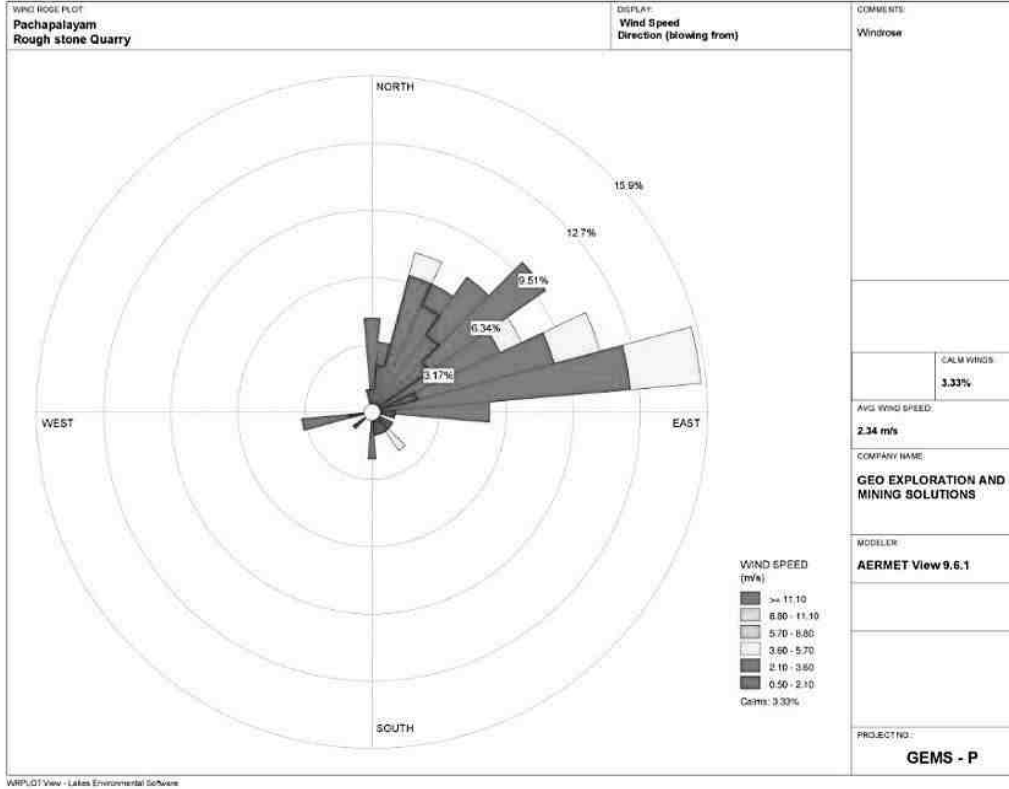 WIND ROSE PLOT
Pachapalayam
Rough stone Quarry
DISPLAY:
Wind Speed
Direction (blowing from)
COMMENTS:
Windrose
NORTH
15.9%
12.7%
9.51%
6.34%
3.17%
WEST
EAST
SOUTH
WIND SPEED
(m/s)
>= 11.10
8.80 - 11.10
5.70 - 8.80
3.60 - 5.70
2.10 - 3.60
0.50 - 2.10
Calms: 3.33%
CALM WINDS:
3.33%
AVG. WIND SPEED:
2.34 m/s
COMPANY NAME:
GEO EXPLORATION AND
MINING SOLUTIONS
MODELER:
AERMET View 9.6.1
PROJECT NO.:
GEMS - P
WRPLOT View - Lakes Environmental Software